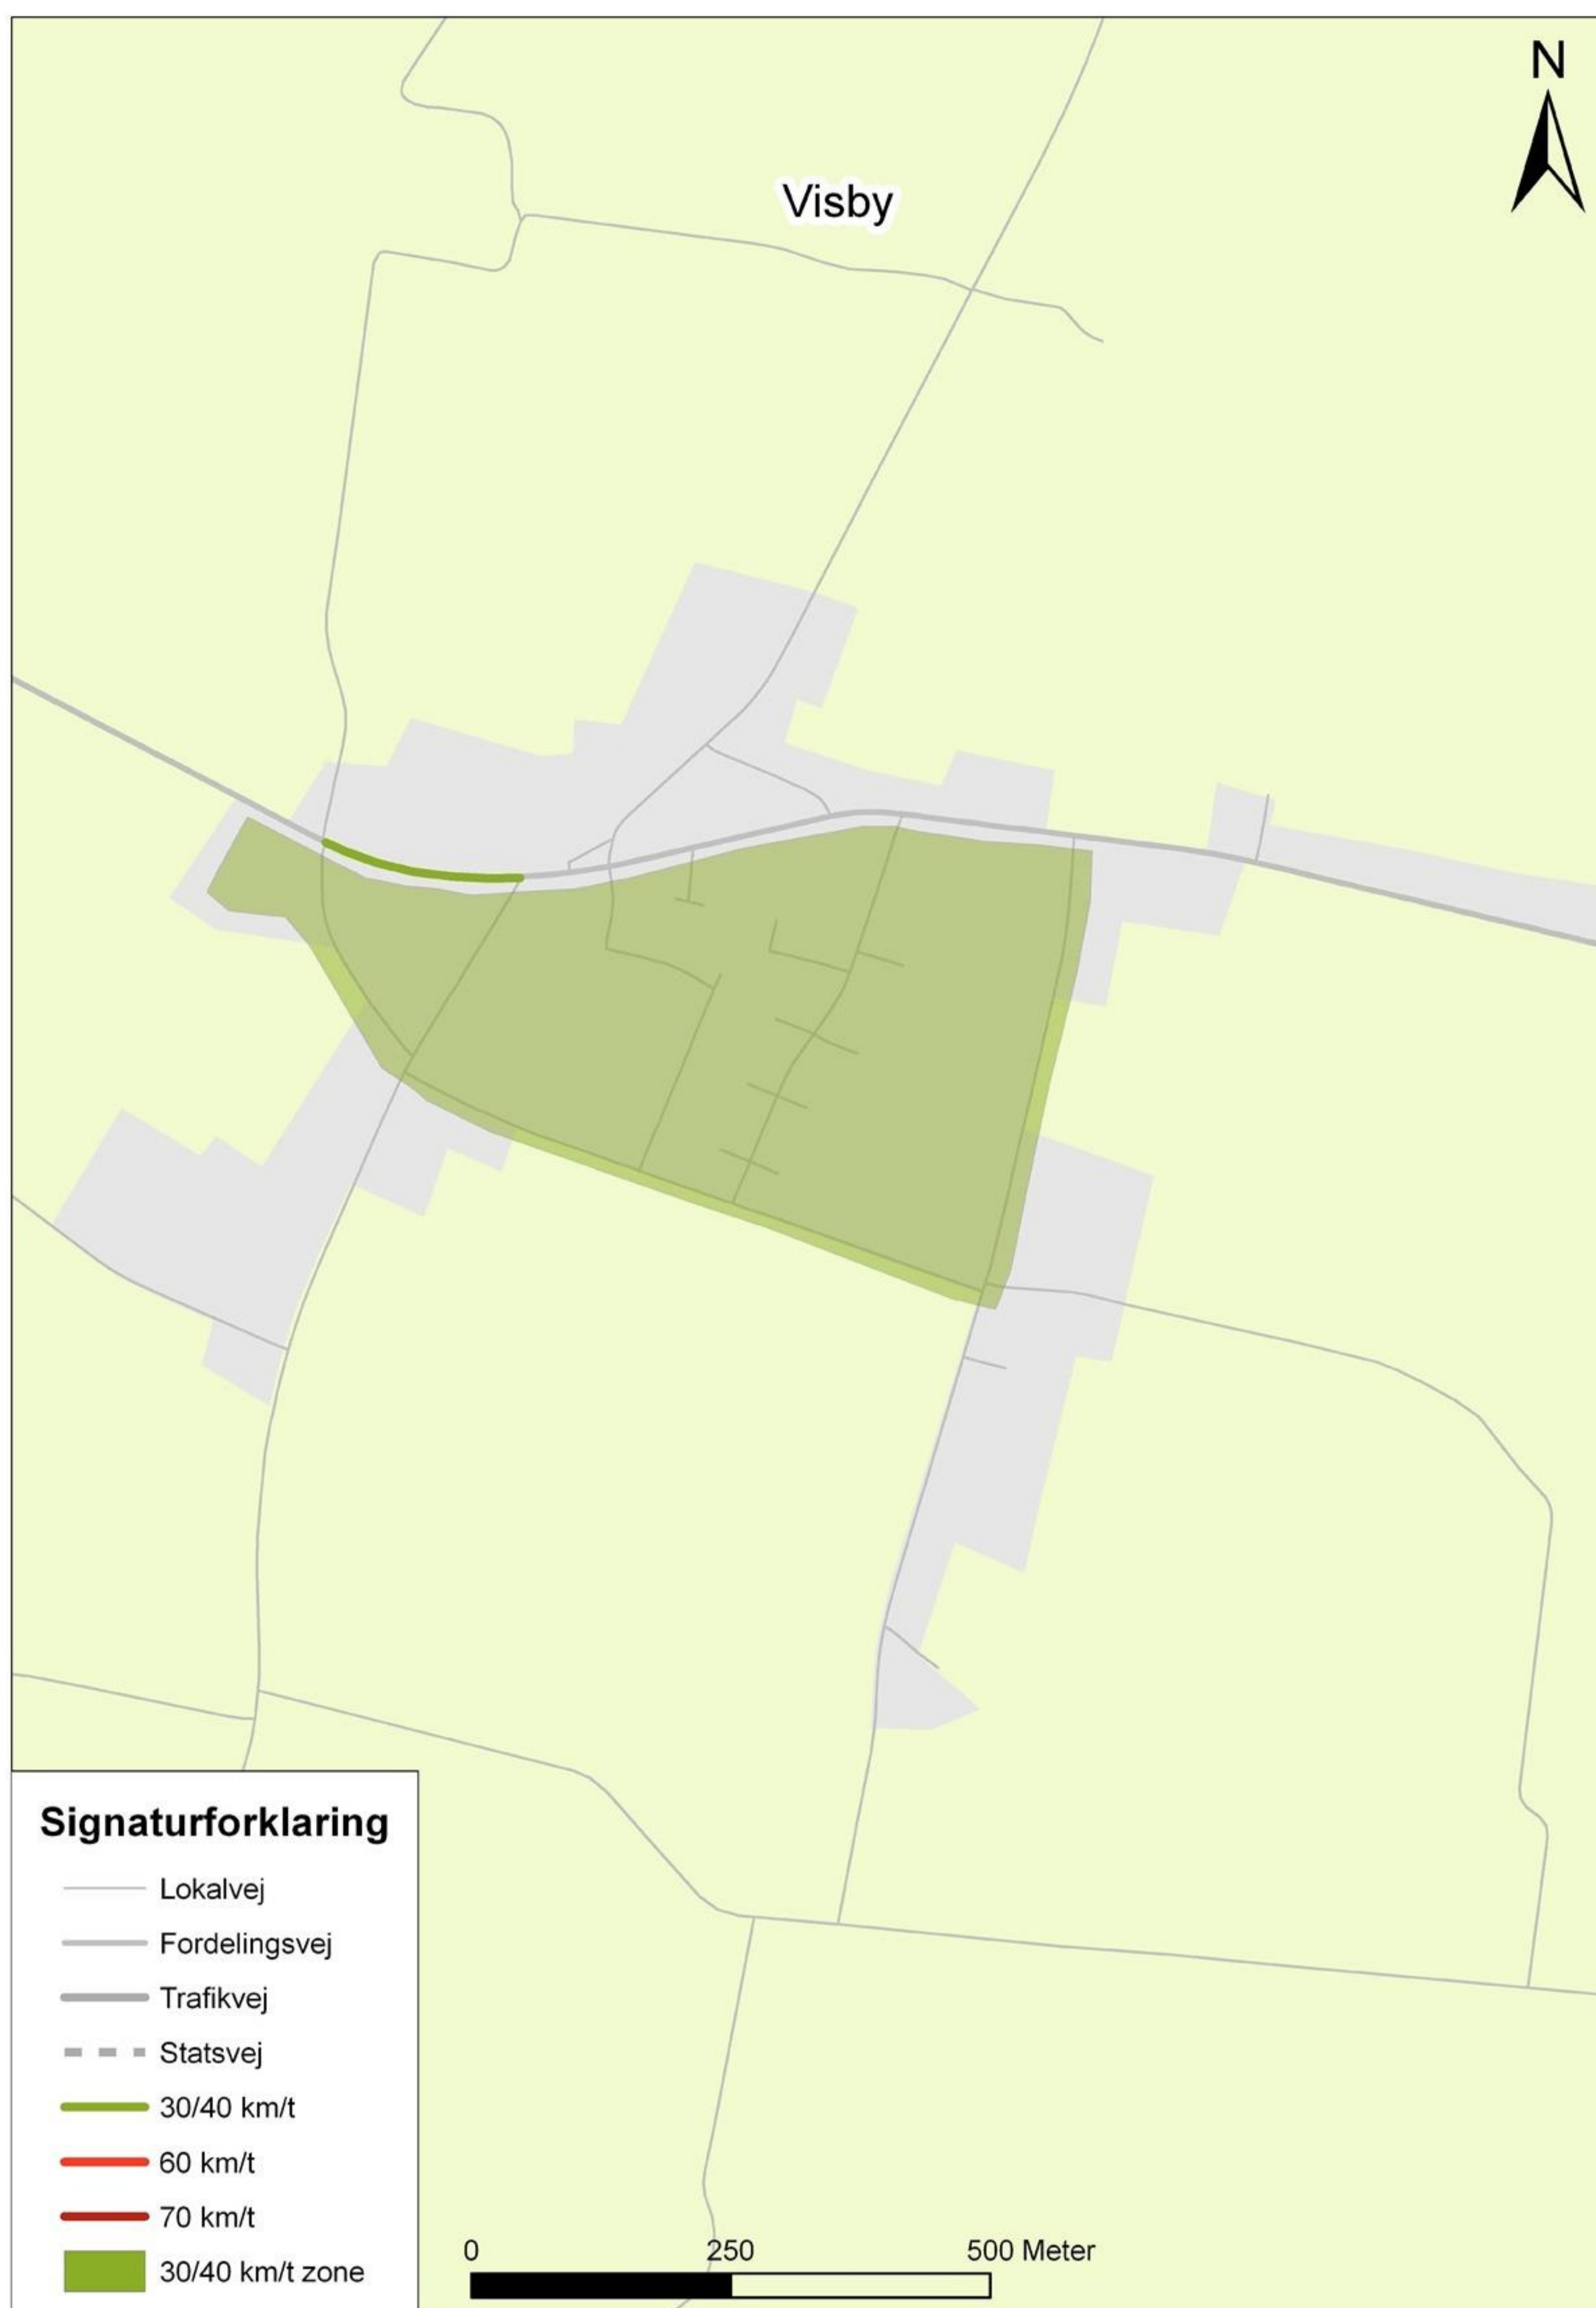 N
Visby
Signaturforklaring
Lokalvej
Fordelingsvej
Trafikvej
Statsvej
30/40 km/t
60 km/t
70 km/t
30/40 km/t zone
0 250 500 Meter